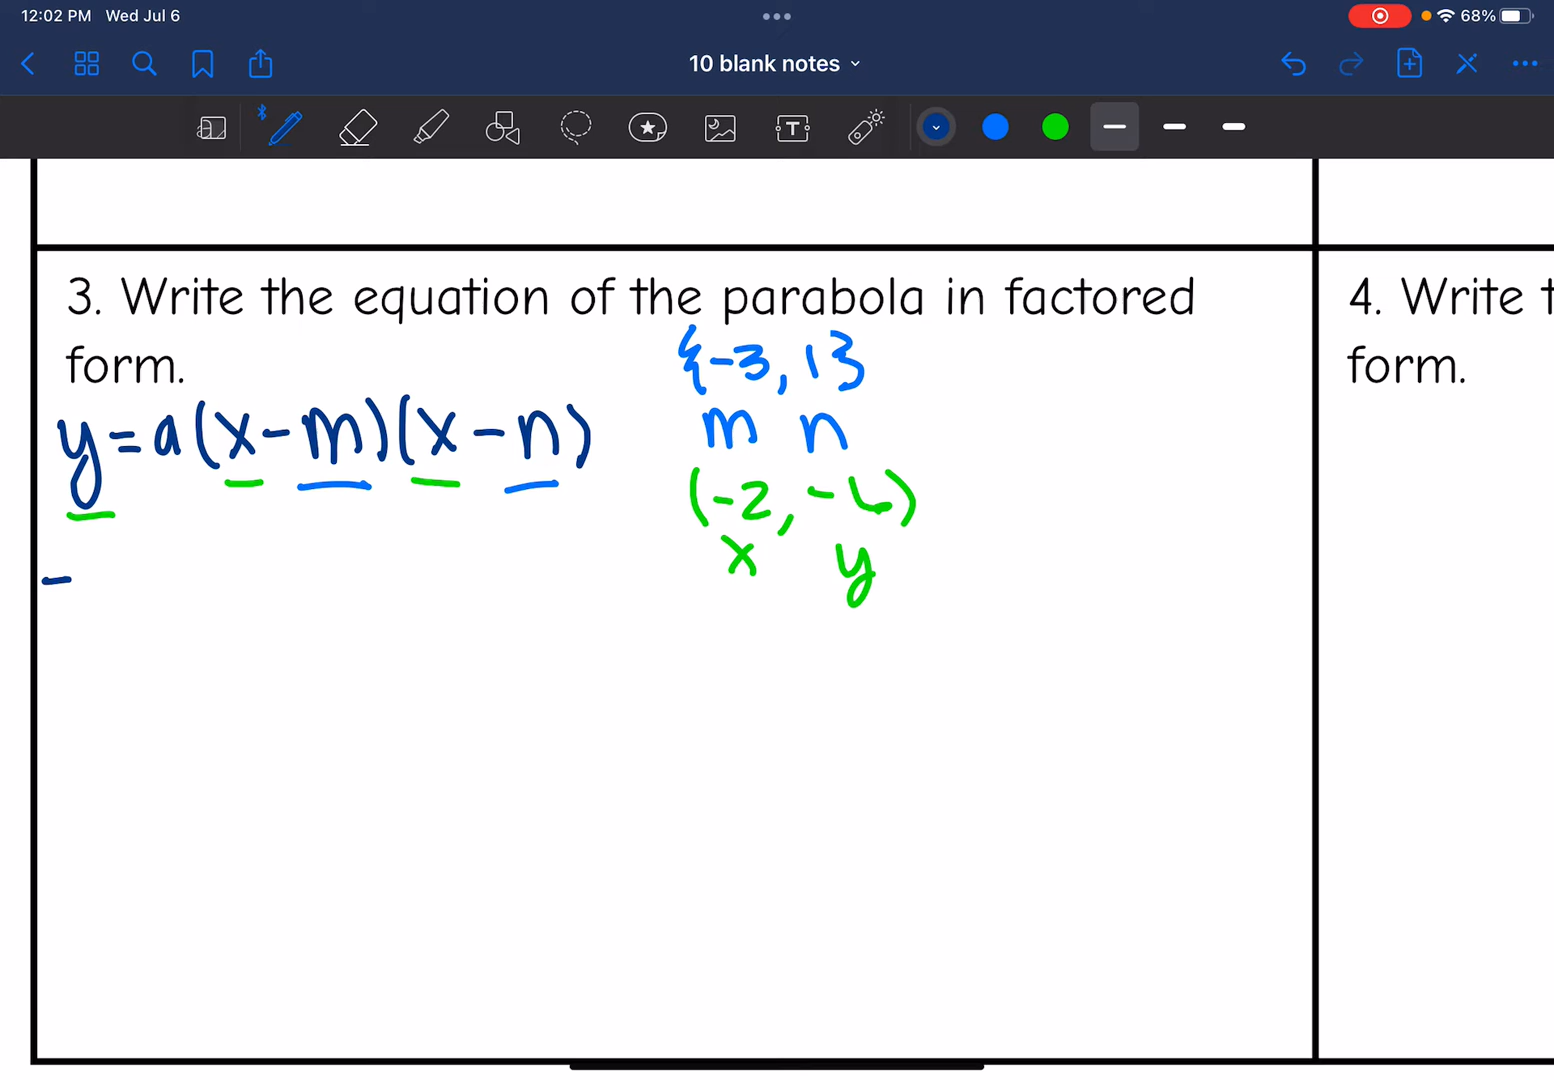 12:02 PM Wed Jul 6
68%
10 blank notes
T
3. Write the equation of the parabola in factored
form.
{-3, 1}
y=a(x-m)(x-n)
m n
(-2, -6)
x y
-
4. Write t
form.